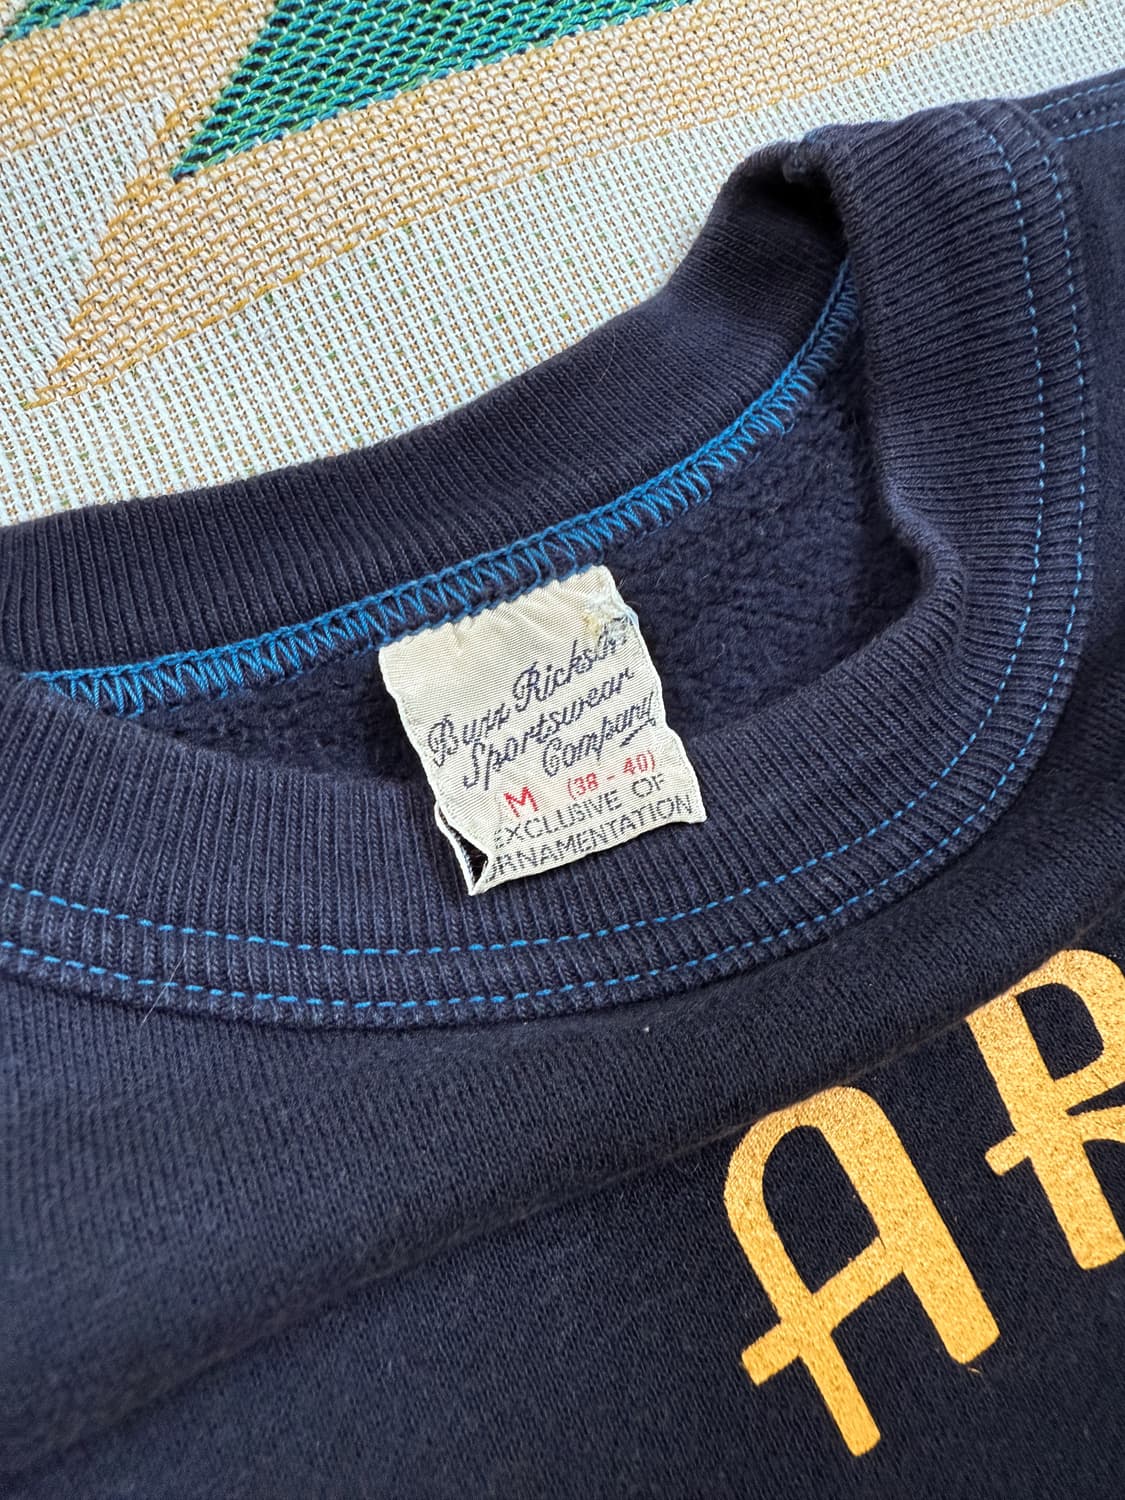 Buzz Rickson's
Sportswear
Company
M (38 - 40)
EXCLUSIVE OF
ORNAMENTATION
AR